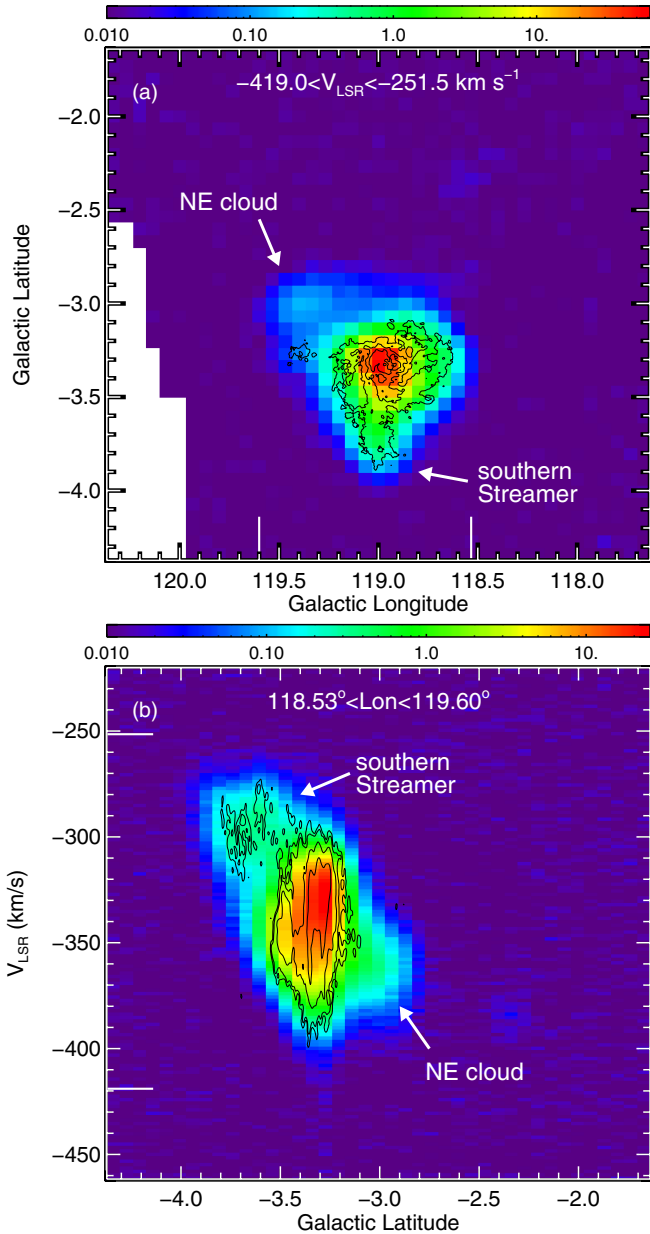 0.010 0.10 1.0 10.
(a) −419.0<V_LSR<−251.5 km s⁻¹
−2.0
NE cloud
−2.5
−3.0
−3.5
southern
Streamer
−4.0
Galactic Latitude
120.0 119.5 119.0 118.5 118.0
Galactic Longitude
0.010 0.10 1.0 10.
(b) 118.53°<Lon<119.60°
−250
southern
Streamer
−300
−350
V_LSR (km/s)
NE cloud
−400
−450
−4.0 −3.5 −3.0 −2.5 −2.0
Galactic Latitude